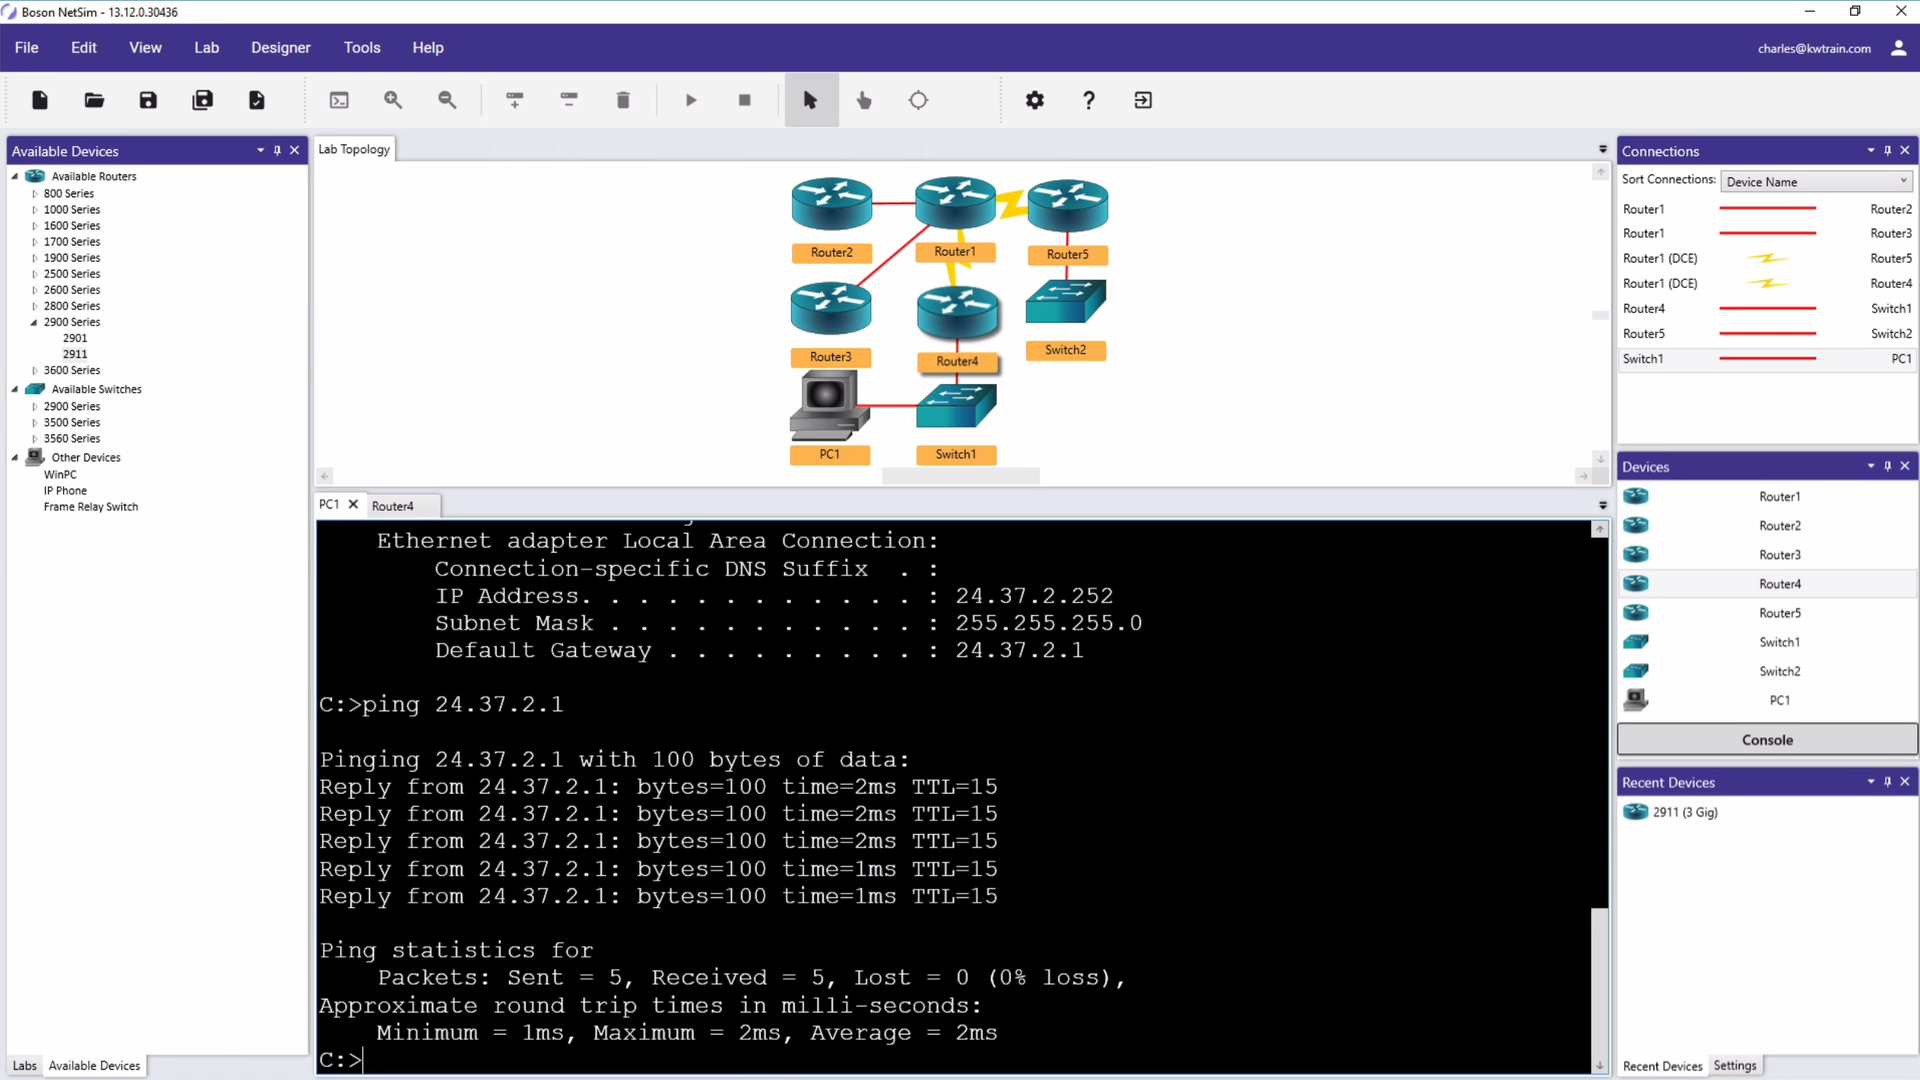 Boson NetSim - 13.12.0.30436
File Edit View Lab Designer Tools Help
charles@kwtrain.com
Available Devices
Available Routers
800 Series
1000 Series
1600 Series
1700 Series
1900 Series
2500 Series
2600 Series
2800 Series
2900 Series
2901
2911
3600 Series
Available Switches
2900 Series
3500 Series
3560 Series
Other Devices
WinPC
IP Phone
Frame Relay Switch
Labs Available Devices
Lab Topology
Router2
Router1
Router5
Router3
Router4
Switch2
PC1
Switch1
PC1 Router4
Ethernet adapter Local Area Connection:
Connection-specific DNS Suffix . :
IP Address. . . . . . . . . . . . : 24.37.2.252
Subnet Mask . . . . . . . . . . . : 255.255.255.0
Default Gateway . . . . . . . . . : 24.37.2.1
C:>ping 24.37.2.1
Pinging 24.37.2.1 with 100 bytes of data:
Reply from 24.37.2.1: bytes=100 time=2ms TTL=15
Reply from 24.37.2.1: bytes=100 time=2ms TTL=15
Reply from 24.37.2.1: bytes=100 time=2ms TTL=15
Reply from 24.37.2.1: bytes=100 time=1ms TTL=15
Reply from 24.37.2.1: bytes=100 time=1ms TTL=15
Ping statistics for
Packets: Sent = 5, Received = 5, Lost = 0 (0% loss),
Approximate round trip times in milli-seconds:
Minimum = 1ms, Maximum = 2ms, Average = 2ms
C:>
Connections
Sort Connections: Device Name
Router1 Router2
Router1 Router3
Router1 (DCE) Router5
Router1 (DCE) Router4
Router4 Switch1
Router5 Switch2
Switch1 PC1
Devices
Router1
Router2
Router3
Router4
Router5
Switch1
Switch2
PC1
Console
Recent Devices
2911 (3 Gig)
Recent Devices Settings